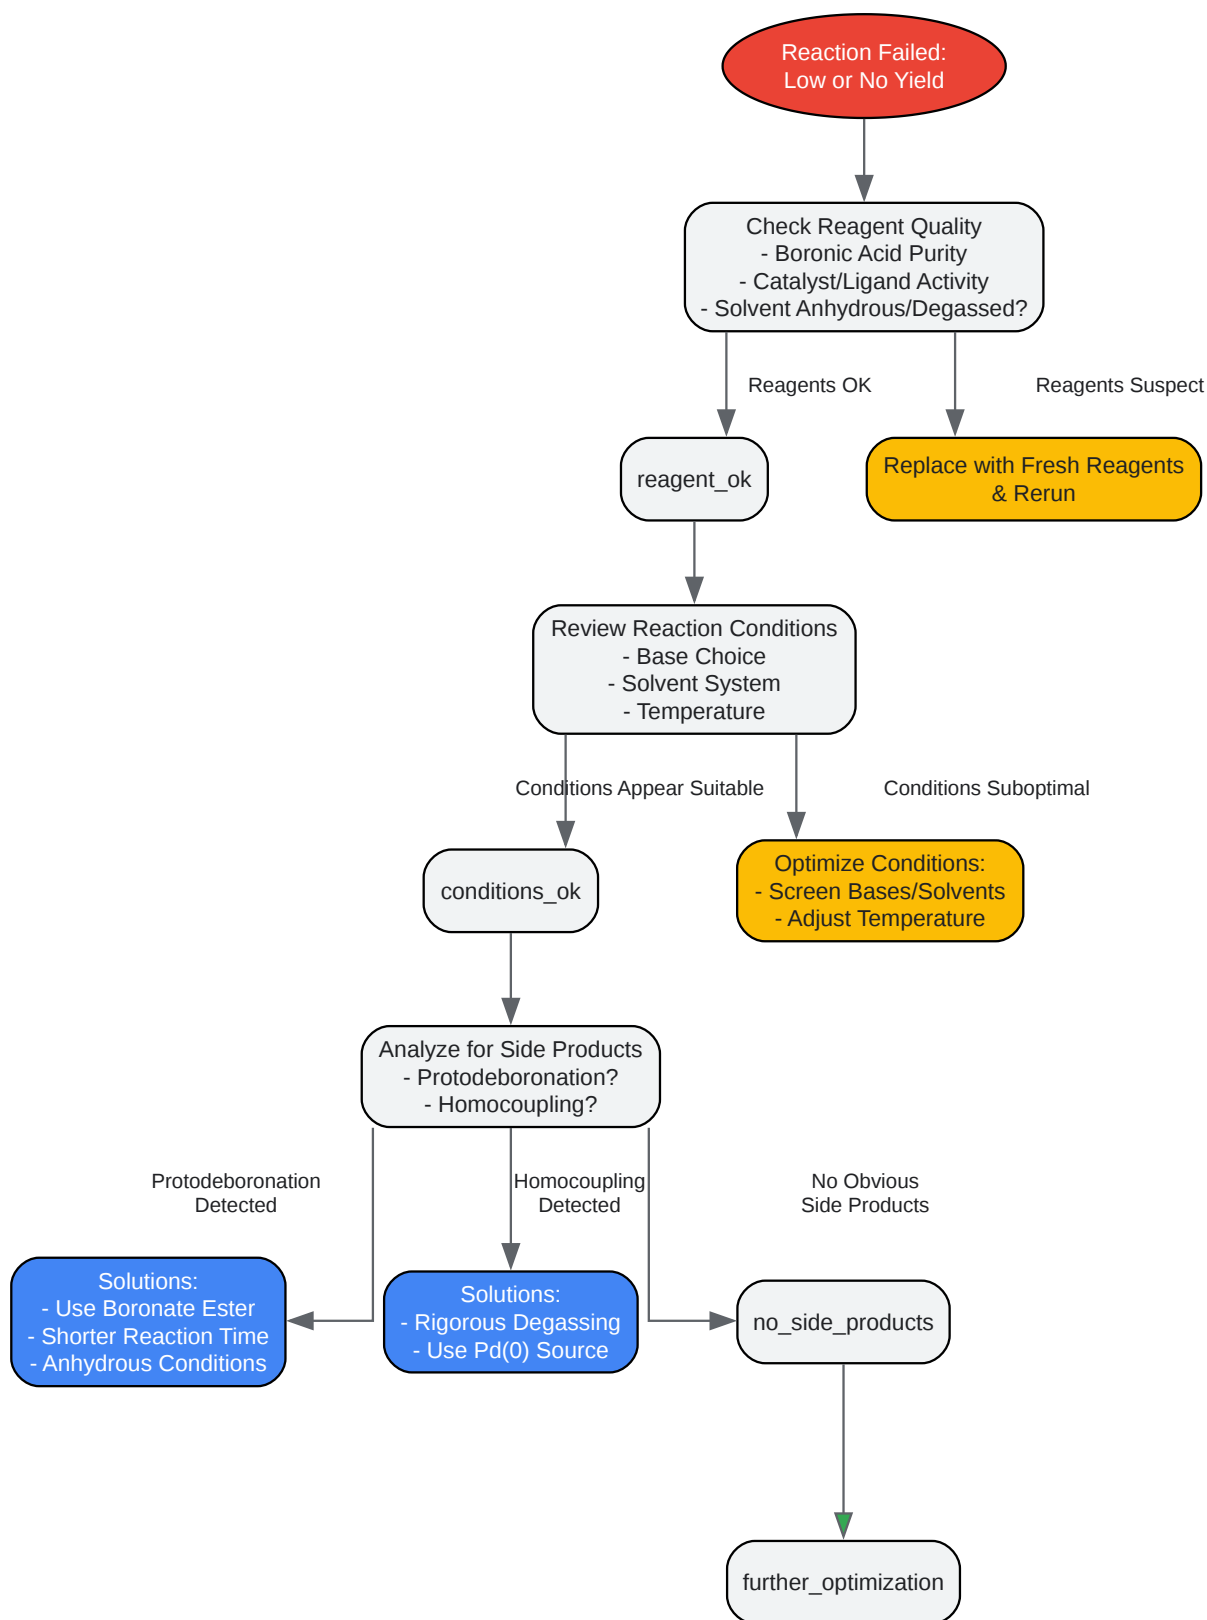 Reaction Failed:
Low or No Yield
Check Reagent Quality
- Boronic Acid Purity
- Catalyst/Ligand Activity
- Solvent Anhydrous/Degassed?
Reagents OK
Reagents Suspect
reagent_ok
Replace with Fresh Reagents
& Rerun
Review Reaction Conditions
- Base Choice
- Solvent System
- Temperature
Conditions Appear Suitable
Conditions Suboptimal
conditions_ok
Optimize Conditions:
- Screen Bases/Solvents
- Adjust Temperature
Analyze for Side Products
- Protodeboronation?
- Homocoupling?
Protodeboronation
Detected
Homocoupling
Detected
No Obvious
Side Products
Solutions:
- Use Boronate Ester
- Shorter Reaction Time
- Anhydrous Conditions
Solutions:
- Rigorous Degassing
- Use Pd(0) Source
no_side_products
further_optimization